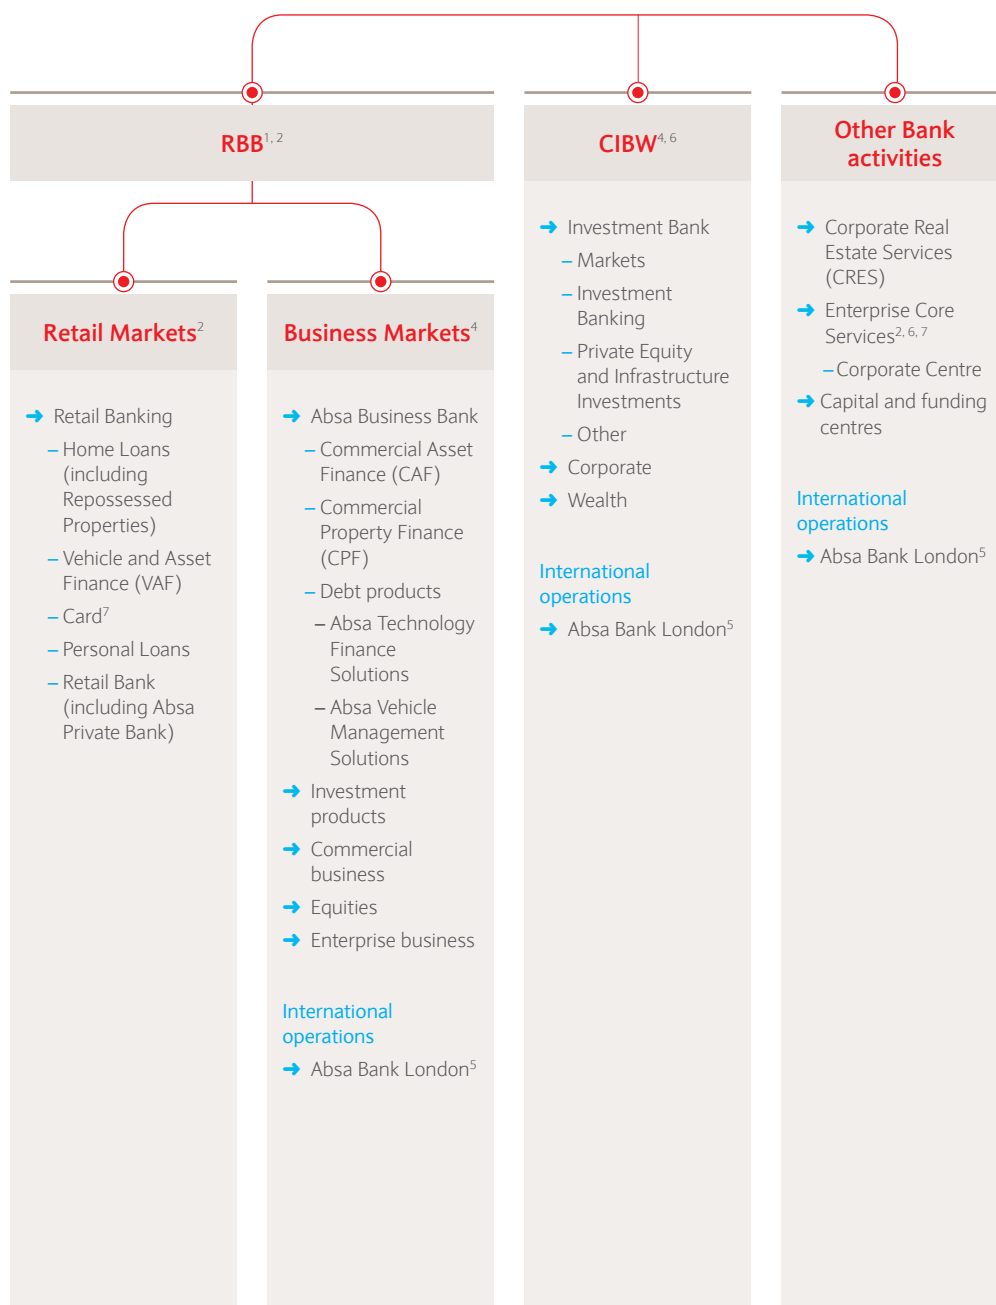 RBB1, 2
CIBW4, 6
Other Bank
activities
Retail Markets2
➜ Retail Banking
– Home Loans
(including
Repossessed
Properties)
– Vehicle and Asset
Finance (VAF)
– Card7
– Personal Loans
– Retail Bank
(including Absa
Private Bank)
Business Markets4
➜ Absa Business Bank
– Commercial Asset
Finance (CAF)
– Commercial
Property Finance
(CPF)
– Debt products
– Absa Technology
Finance
Solutions
– Absa Vehicle
Management
Solutions
➜ Investment
products
➜ Commercial
business
➜ Equities
➜ Enterprise business
International
operations
➜ Absa Bank London5
➜ Investment Bank
– Markets
– Investment
Banking
– Private Equity
and Infrastructure
Investments
– Other
➜ Corporate
➜ Wealth
International
operations
➜ Absa Bank London5
➜ Corporate Real
Estate Services
(CRES)
➜ Enterprise Core
Services2, 6, 7
– Corporate Centre
➜ Capital and funding
centres
International
operations
➜ Absa Bank London5